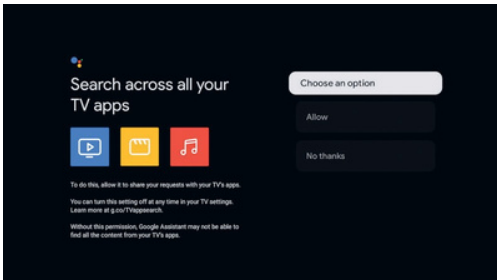 Search across all your
TV apps
Choose an option
Allow
No thanks
To do this, allow it to share your requests with your TV's apps.
You can turn this setting off at any time in your TV settings.
Learn more at g.co/TVappsearch.
Without this permission, Google Assistant may not be able to
find all the content from your TV's apps.